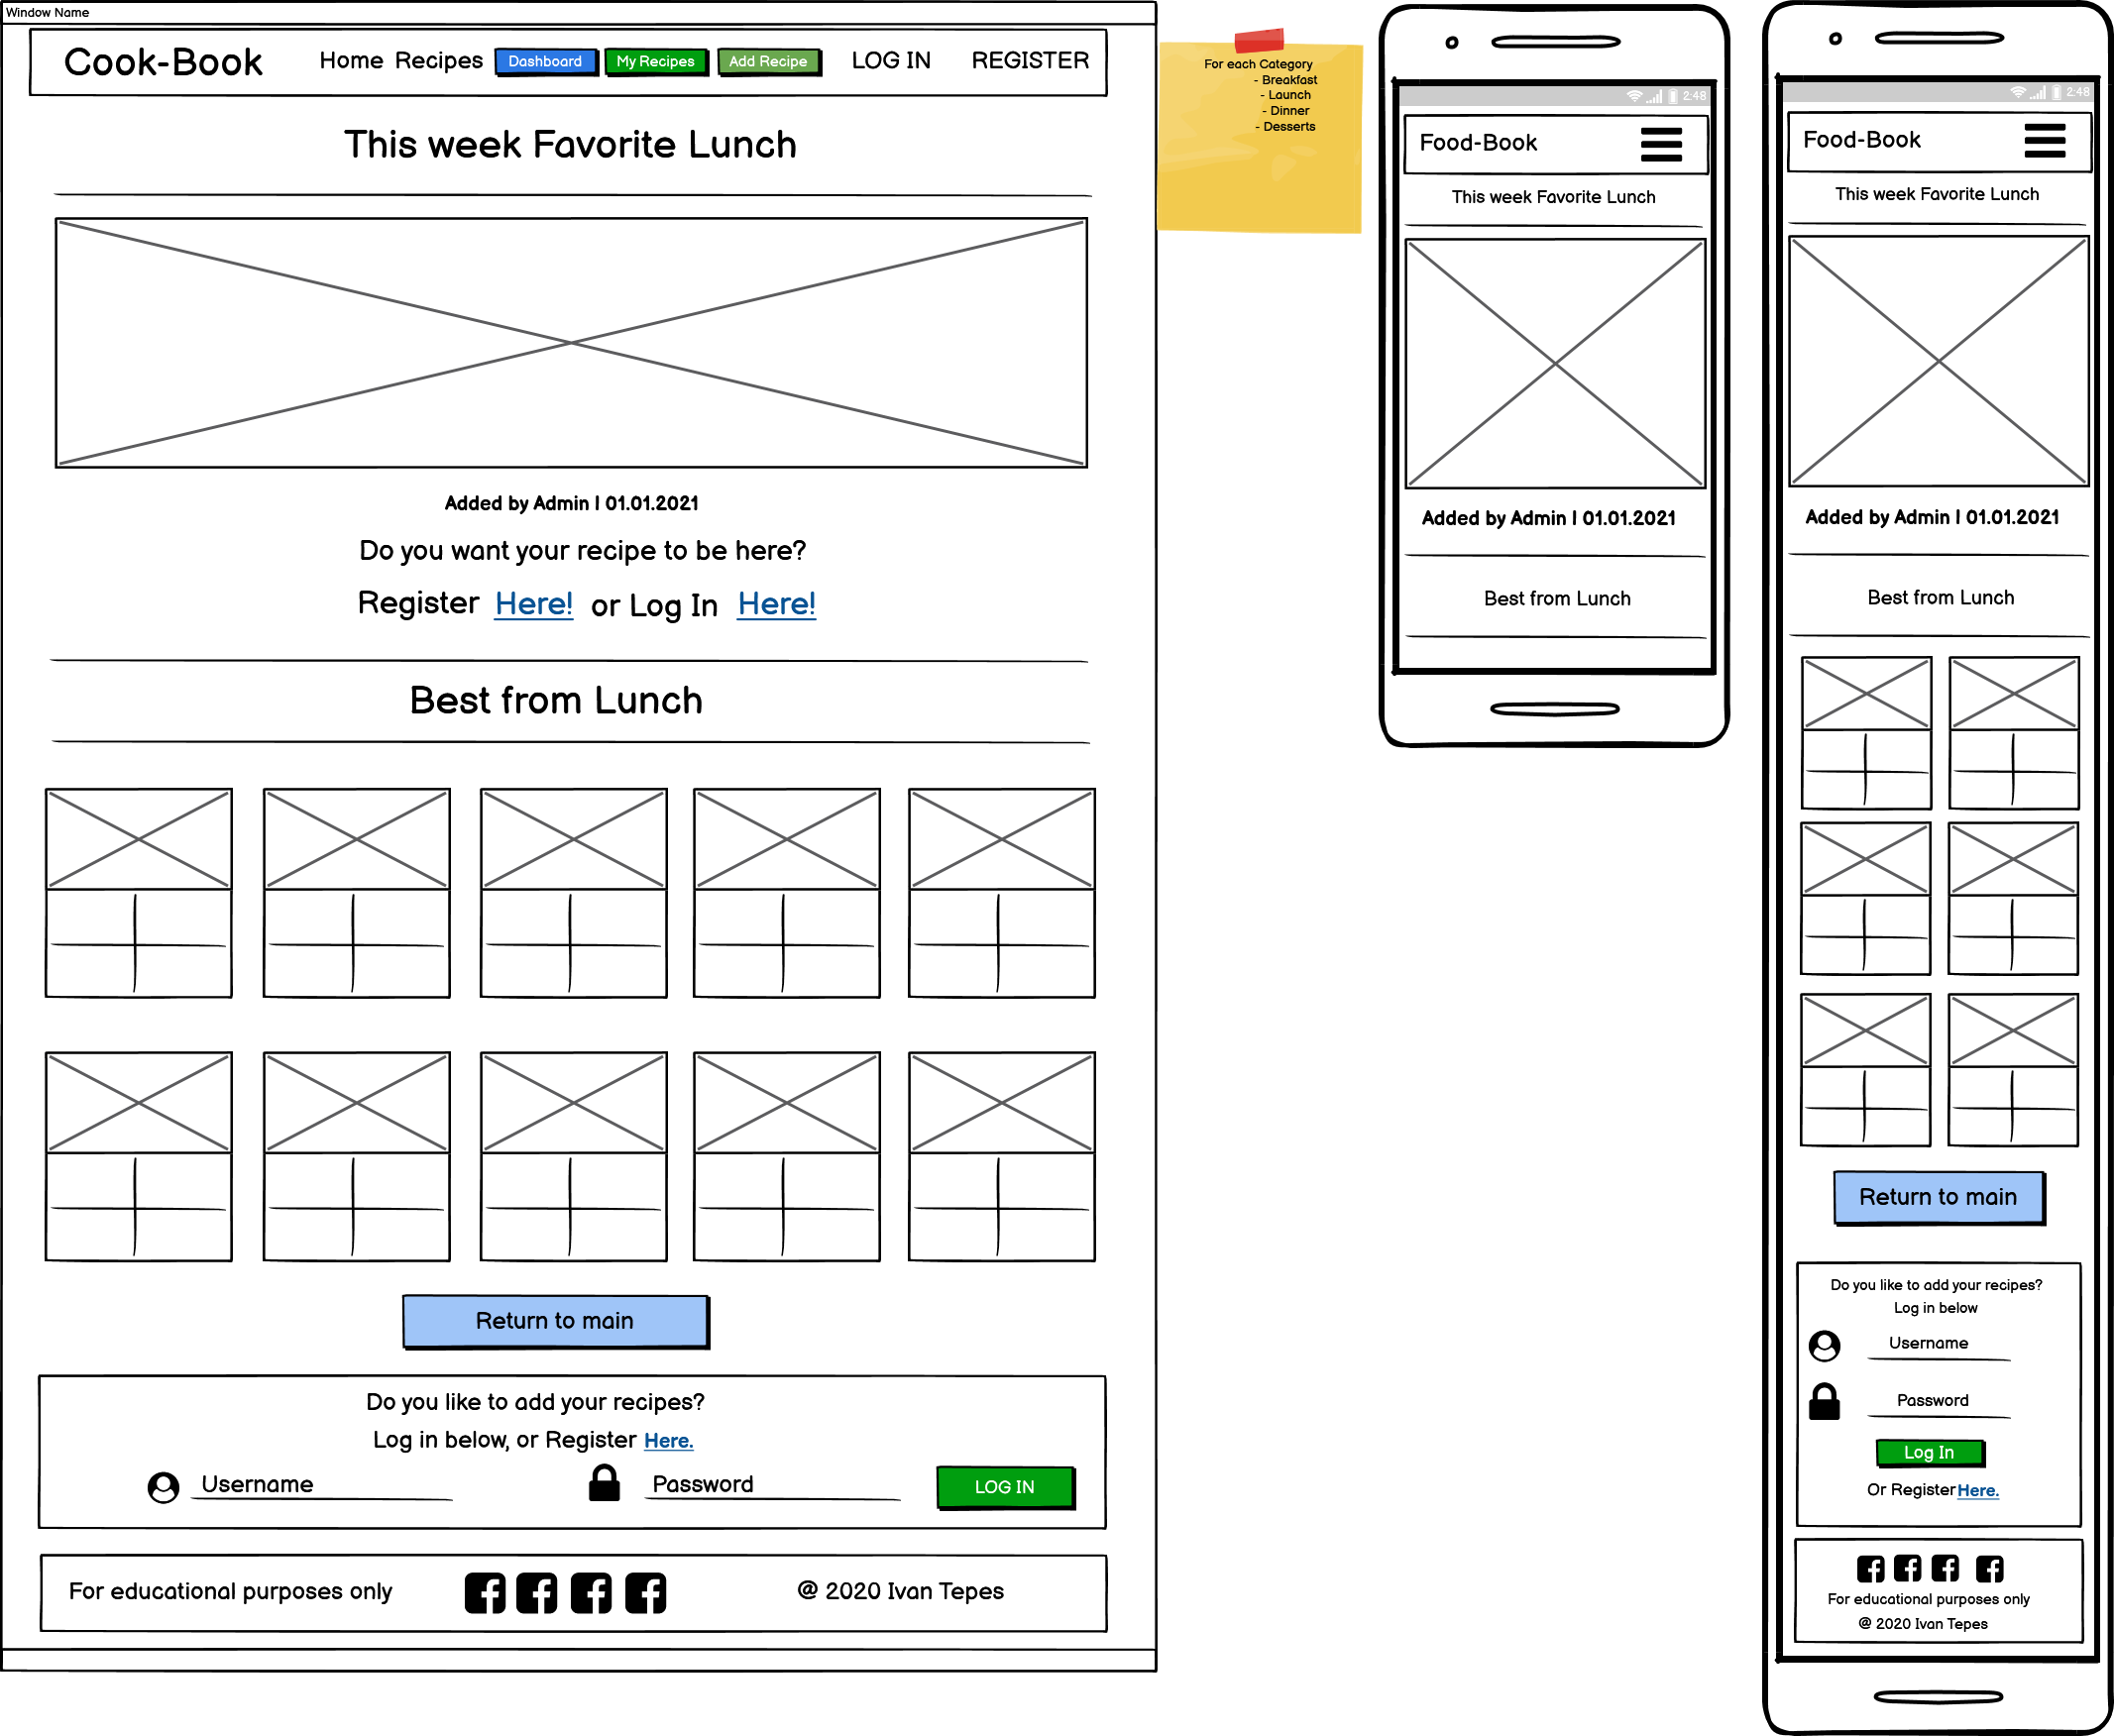 Window Name
Cook-Book Home Recipes Dashboard My Recipes Add Recipe LOG IN REGISTER
This week Favorite Lunch
Added by Admin | 01.01.2021
Do you want your recipe to be here?
Register Here! or Log In Here!
Best from Lunch
Return to main
Do you like to add your recipes?
Log in below, or Register Here.
Username Password LOG IN
For educational purposes only @ 2020 Ivan Tepes
For each Category
- Breakfast
- Launch
- Dinner
- Desserts
2:48
Food-Book
This week Favorite Lunch
Added by Admin | 01.01.2021
Best from Lunch
2:48
Food-Book
This week Favorite Lunch
Added by Admin | 01.01.2021
Best from Lunch
Return to main
Do you like to add your recipes?
Log in below
Username
Password
Log In
Or Register Here.
For educational purposes only
@ 2020 Ivan Tepes